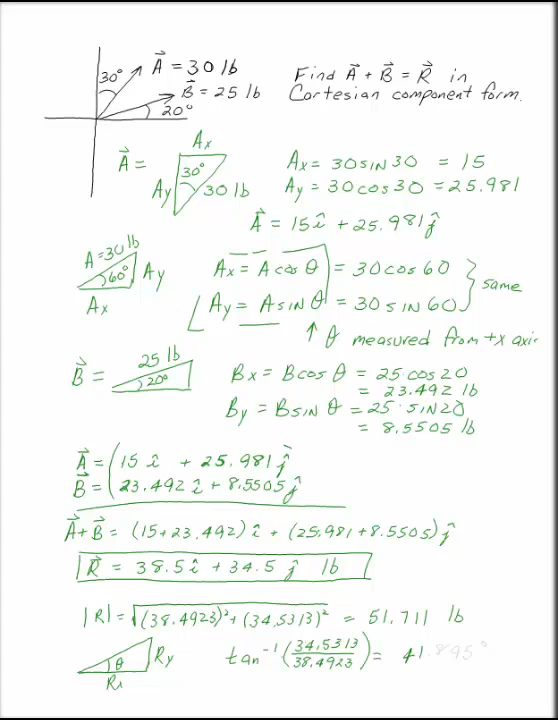 30° A⃗ = 30 lb
B⃗ = 25 lb
20°
Find A⃗ + B⃗ = R⃗ in
Cartesian component form.
A⃗ =
Ax
30°
Ay
30 lb
Ax = 30 sin 30 = 15
Ay = 30 cos 30 = 25.981
A⃗ = 15 î + 25.981 ĵ
A = 30 lb
60°
Ay
Ax
Ax = A cos θ = 30 cos 60
Ay = A sin θ = 30 sin 60
same
↑ θ measured from +x axis
B⃗ =
25 lb
20°
Bx = B cos θ = 25 cos 20
= 23.492 lb
By = B sin θ = 25 · SIN 20
= 8.5505 lb
A⃗ = (15 î + 25.981 ĵ
B⃗ = (23.492 î + 8.5505 ĵ
A⃗ + B⃗ = (15 + 23.492) î + (25.981 + 8.5505) ĵ
R⃗ = 38.5 î + 34.5 ĵ lb
|R| = √(38.4923)² + (34.5313)² = 51.711 lb
θ
Ry
Rx
tan⁻¹ (34.5313/38.4923) = 41.895°